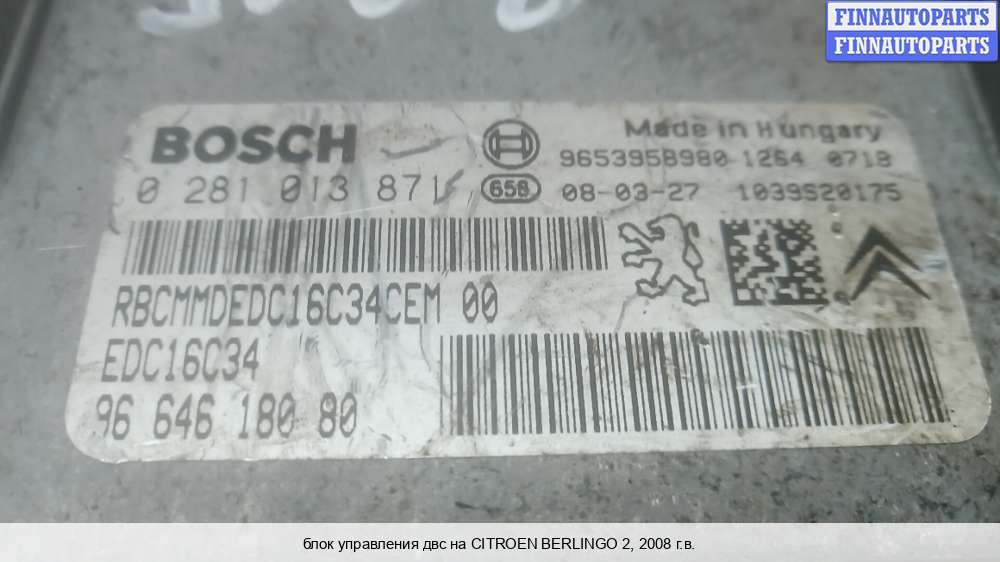 FINNAUTOPARTS
FINNAUTOPARTS
BOSCH
Made in Hungary
9653958980 1264 0718
0 281 013 871
658
08-03-27 1039S20175
RBCMMDEDC16C34CEM 00
EDC16C34
96 646 180 80
блок управления двс на CITROEN BERLINGO 2, 2008 г.в.